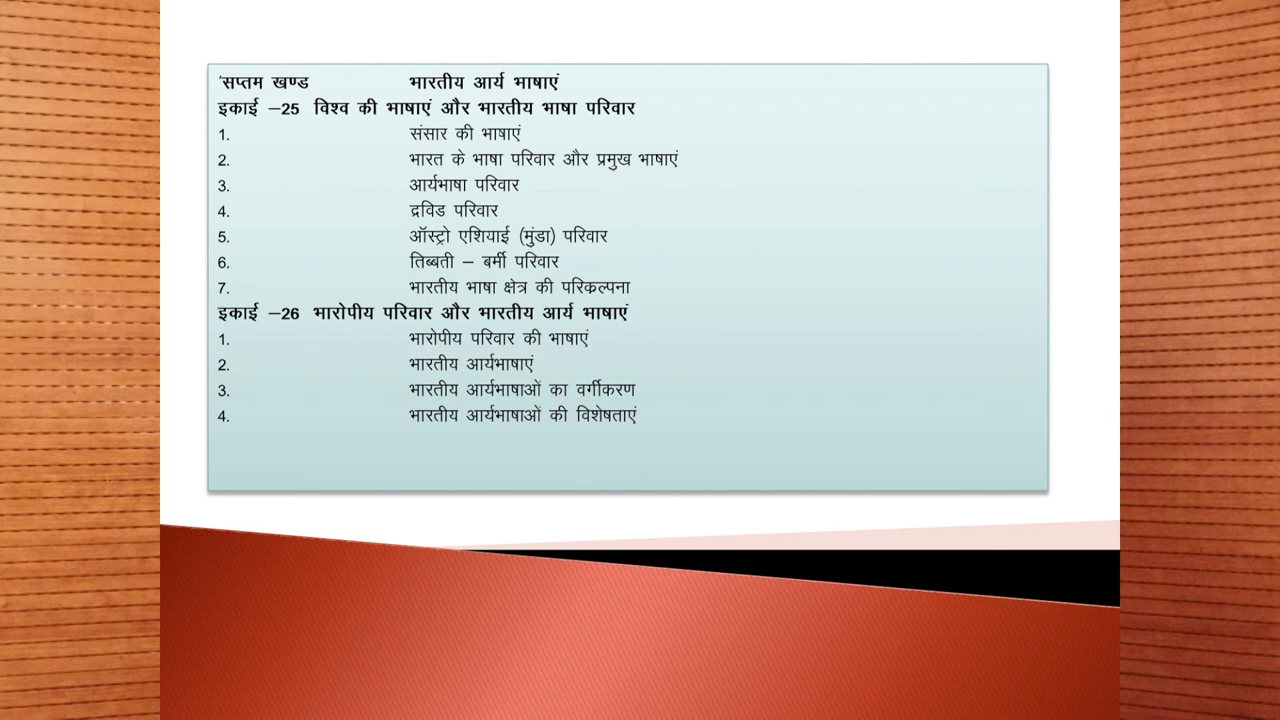 ‘सप्तम खण्ड भारतीय आर्य भाषाएं
इकाई –25 विश्व की भाषाएं और भारतीय भाषा परिवार
1. संसार की भाषाएं
2. भारत के भाषा परिवार और प्रमुख भाषाएं
3. आर्यभाषा परिवार
4. द्रविड परिवार
5. ऑस्ट्रो एशियाई (मुंडा) परिवार
6. तिब्बती – बर्मी परिवार
7. भारतीय भाषा क्षेत्र की परिकल्पना
इकाई –26 भारोपीय परिवार और भारतीय आर्य भाषाएं
1. भारोपीय परिवार की भाषाएं
2. भारतीय आर्यभाषाएं
3. भारतीय आर्यभाषाओं का वर्गीकरण
4. भारतीय आर्यभाषाओं की विशेषताएं